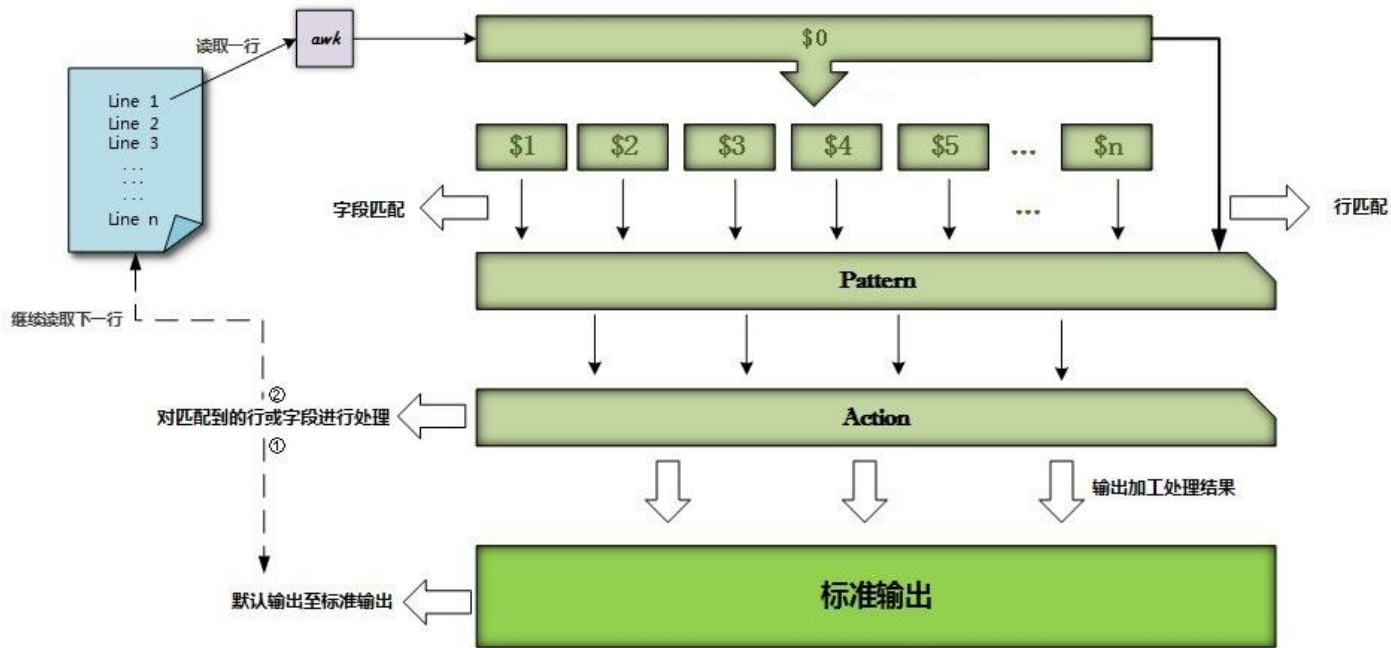 读取一行
awk
$0
Line 1
Line 2
Line 3
...
...
...
Line n
$1 $2 $3 $4 $5 ... $n
字段匹配
...
行匹配
Pattern
继续读取下一行
②
对匹配到的行或字段进行处理
①
Action
输出加工处理结果
标准输出
默认输出至标准输出